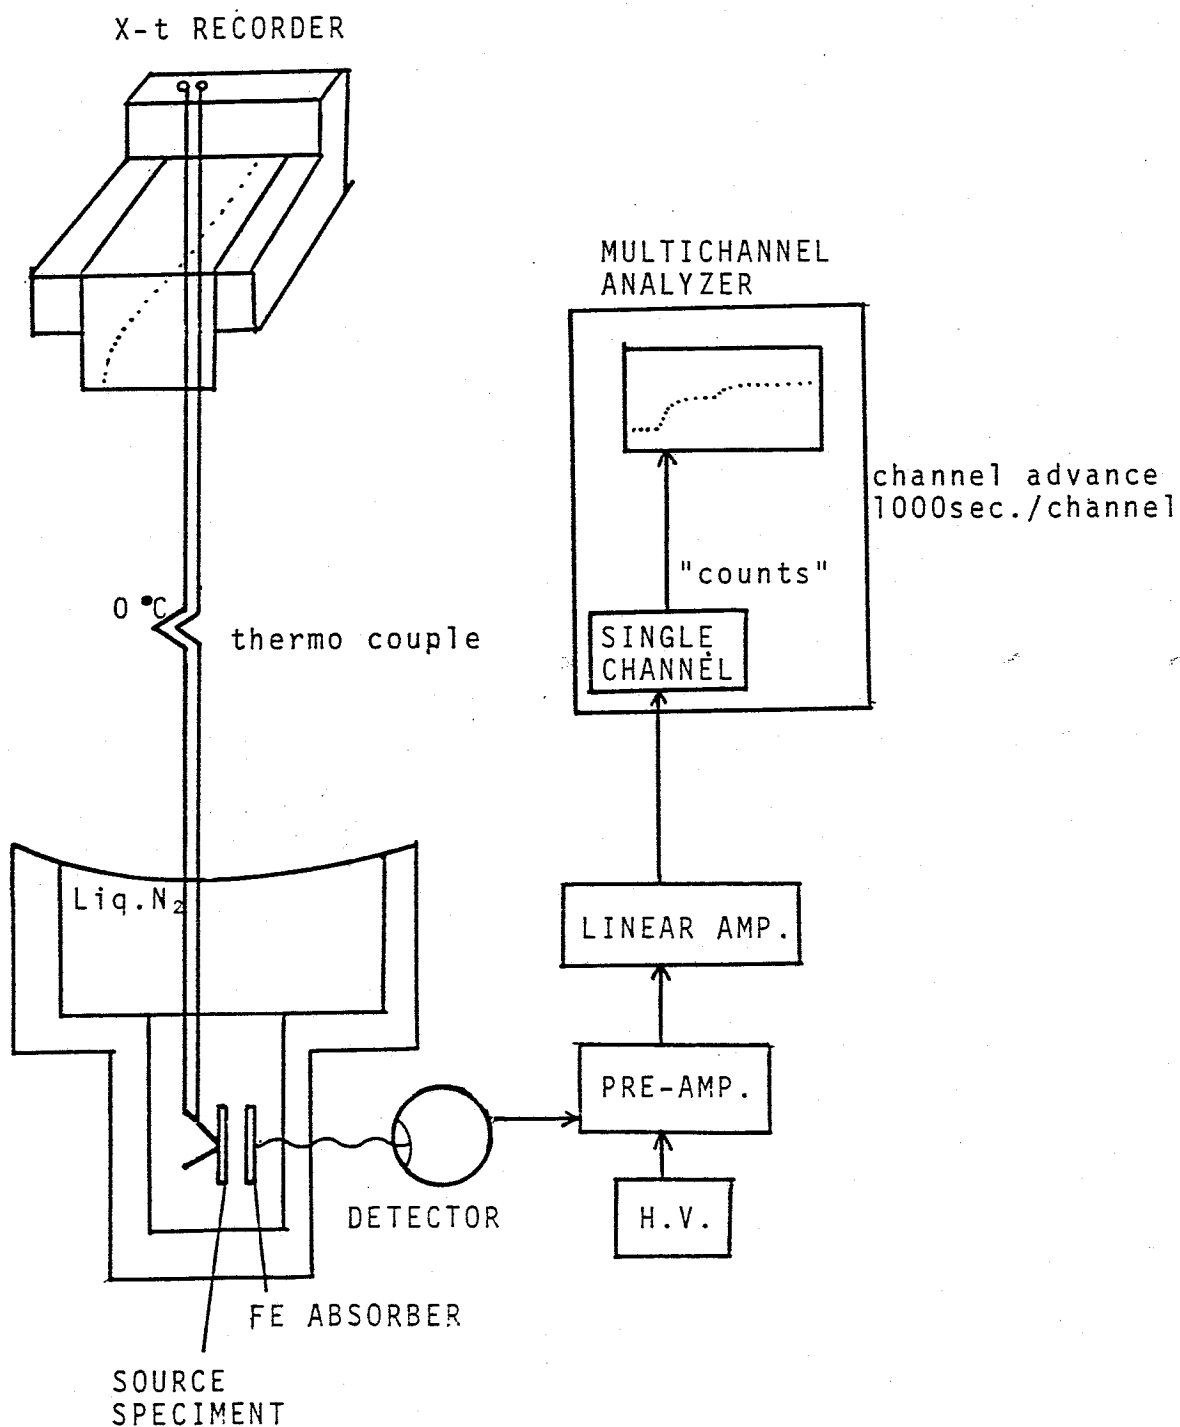 X-t RECORDER
MULTICHANNEL
ANALYZER
channel advance
1000sec./channel
"counts"
0 °C
thermo couple
SINGLE
CHANNEL
Liq.N₂
LINEAR AMP.
PRE-AMP.
DETECTOR
H.V.
FE ABSORBER
SOURCE
SPECIMENT